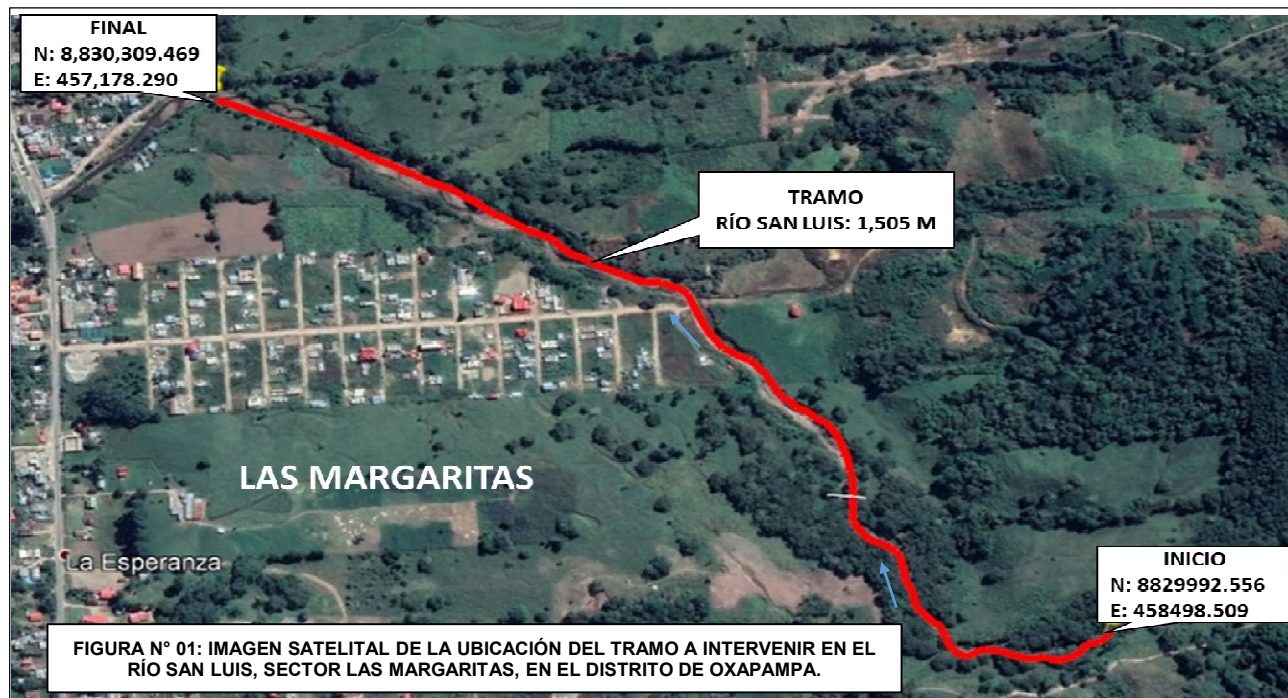 FINAL
N: 8,830,309.469
E: 457,178.290
TRAMO
RÍO SAN LUIS: 1,505 M
LAS MARGARITAS
La Esperanza
INICIO
N: 8829992.556
E: 458498.509
FIGURA N° 01: IMAGEN SATELITAL DE LA UBICACIÓN DEL TRAMO A INTERVENIR EN EL
RÍO SAN LUIS, SECTOR LAS MARGARITAS, EN EL DISTRITO DE OXAPAMPA.